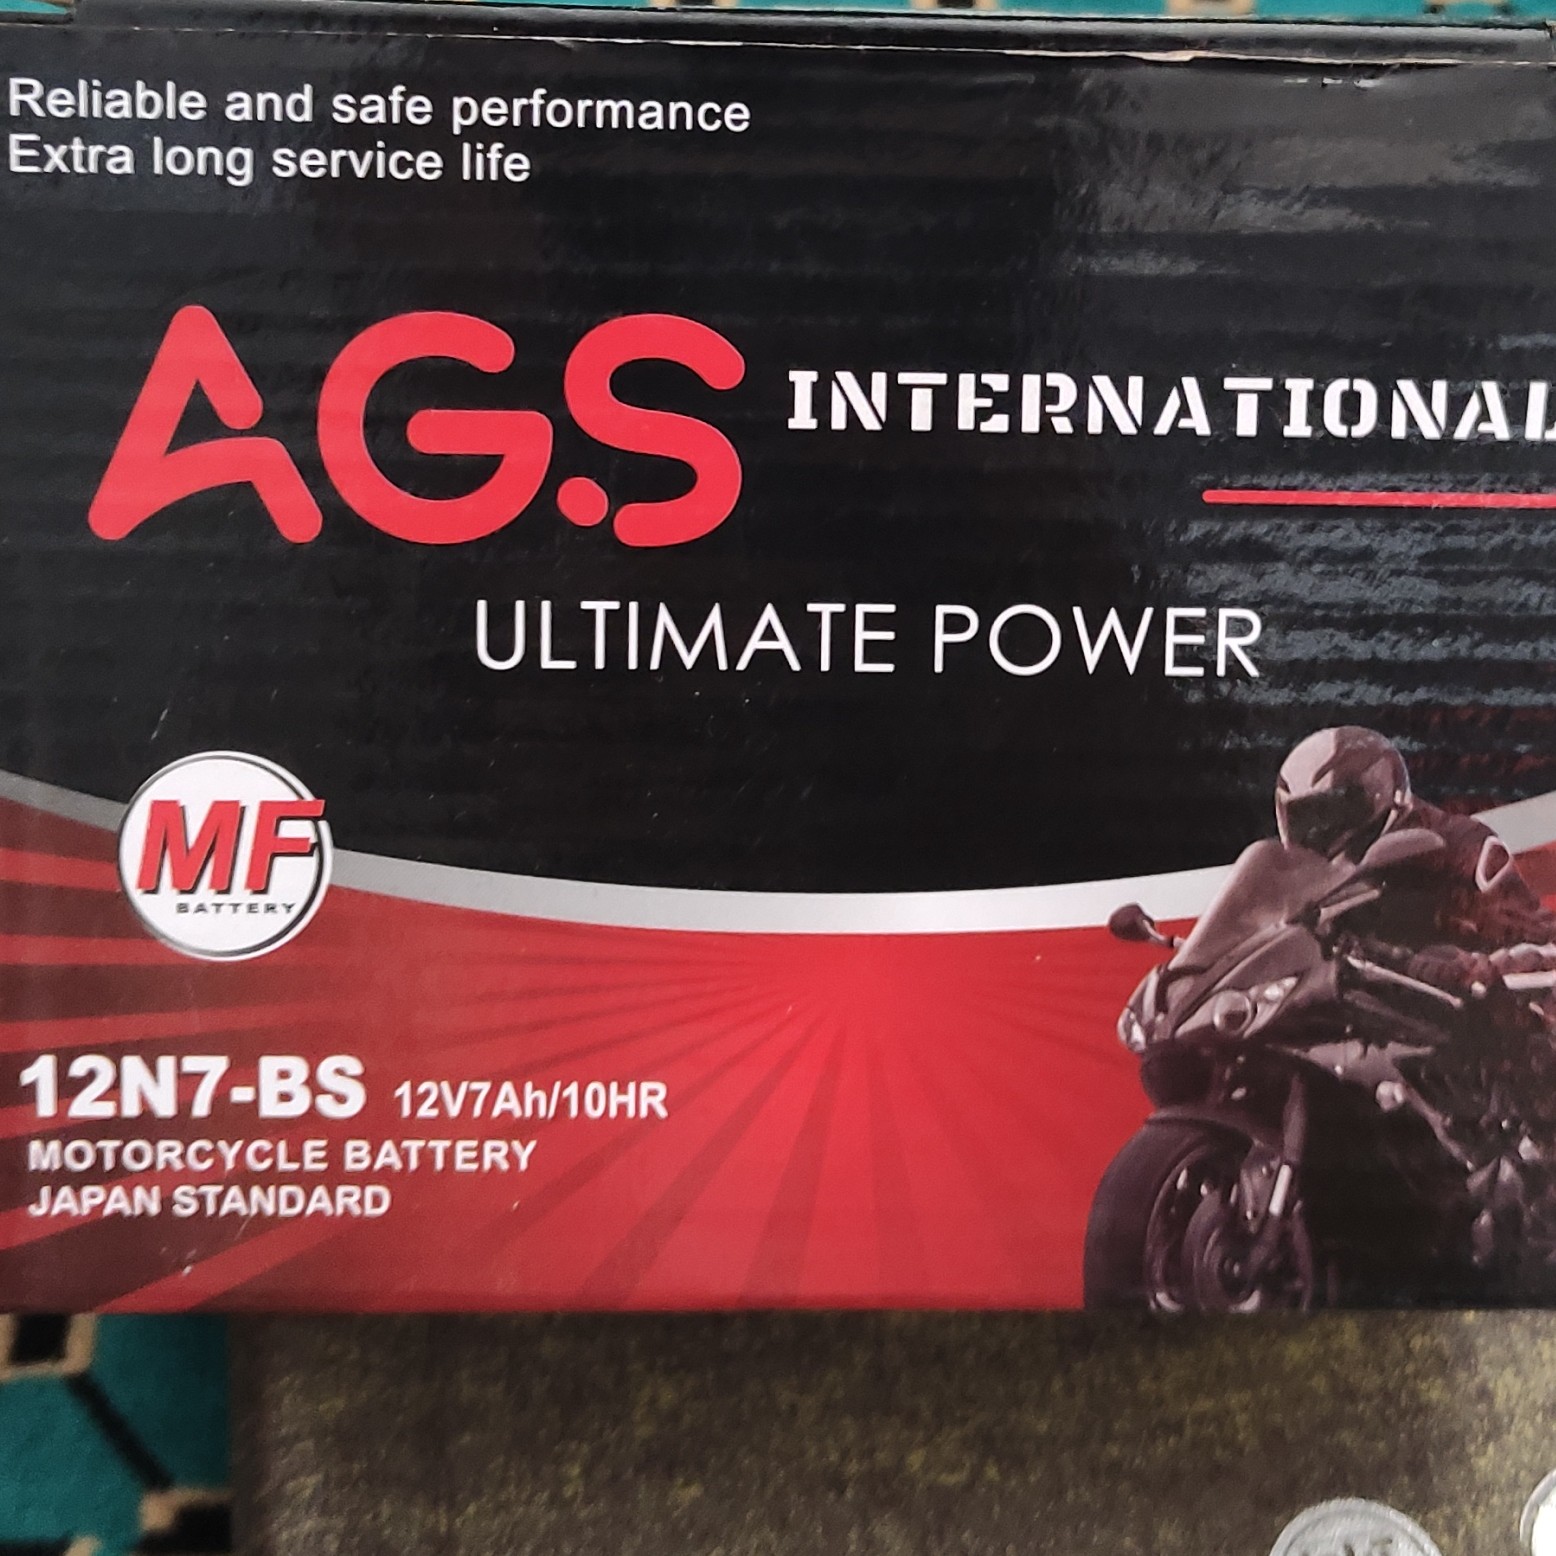 Reliable and safe performance
Extra long service life
AG.S INTERNATIONAL
ULTIMATE POWER
MF
BATTERY
12N7-BS 12V7Ah/10HR
MOTORCYCLE BATTERY
JAPAN STANDARD